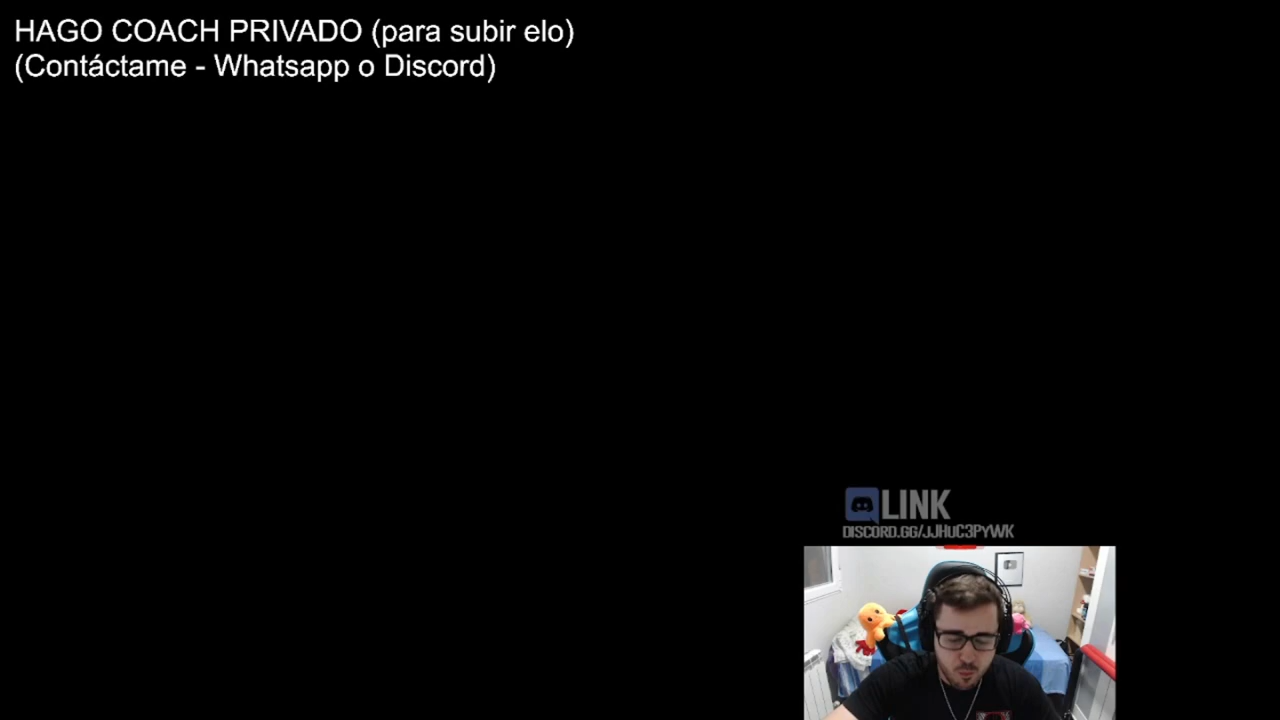 HAGO COACH PRIVADO (para subir elo)
(Contáctame - Whatsapp o Discord)
LINK
DISCORD.GG/JJHUC3PYWK